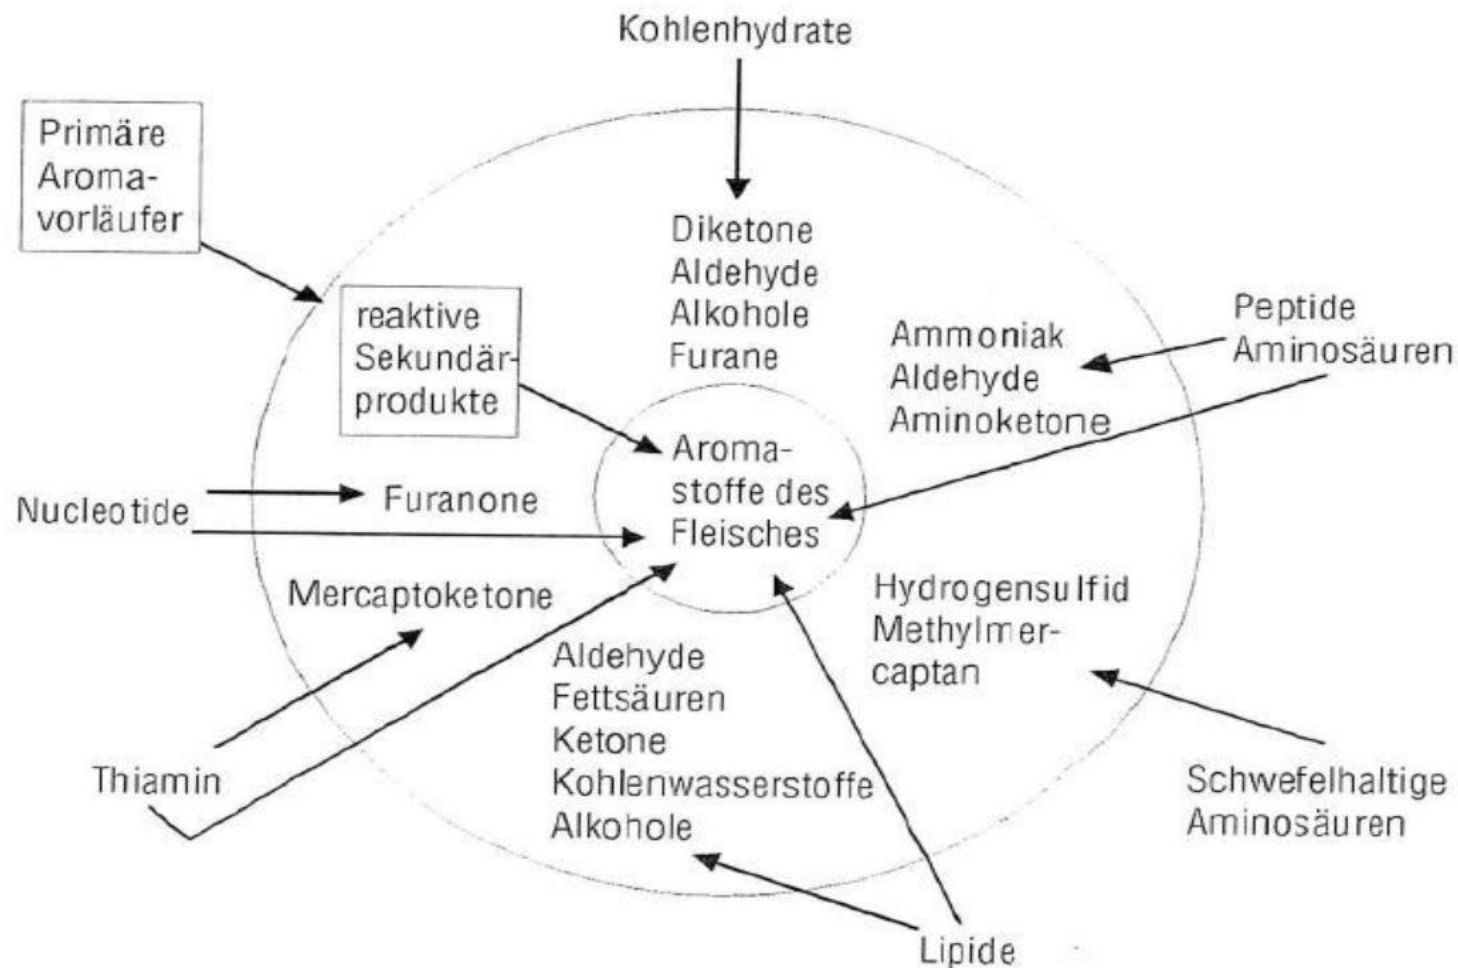 Kohlenhydrate
Primäre
Aroma-
vorläufer
Diketone
Aldehyde
Alkohole
Furane
reaktive
Sekundär-
produkte
Peptide
Aminosäuren
Ammoniak
Aldehyde
Aminoketone
Aroma-
stoffe des
Fleisches
Nucleotide
Furanone
Mercaptoketone
Hydrogensulfid
Methylmer-
captan
Aldehyde
Fettsäuren
Ketone
Kohlenwasserstoffe
Alkohole
Thiamin
Schwefelhaltige
Aminosäuren
Lipide